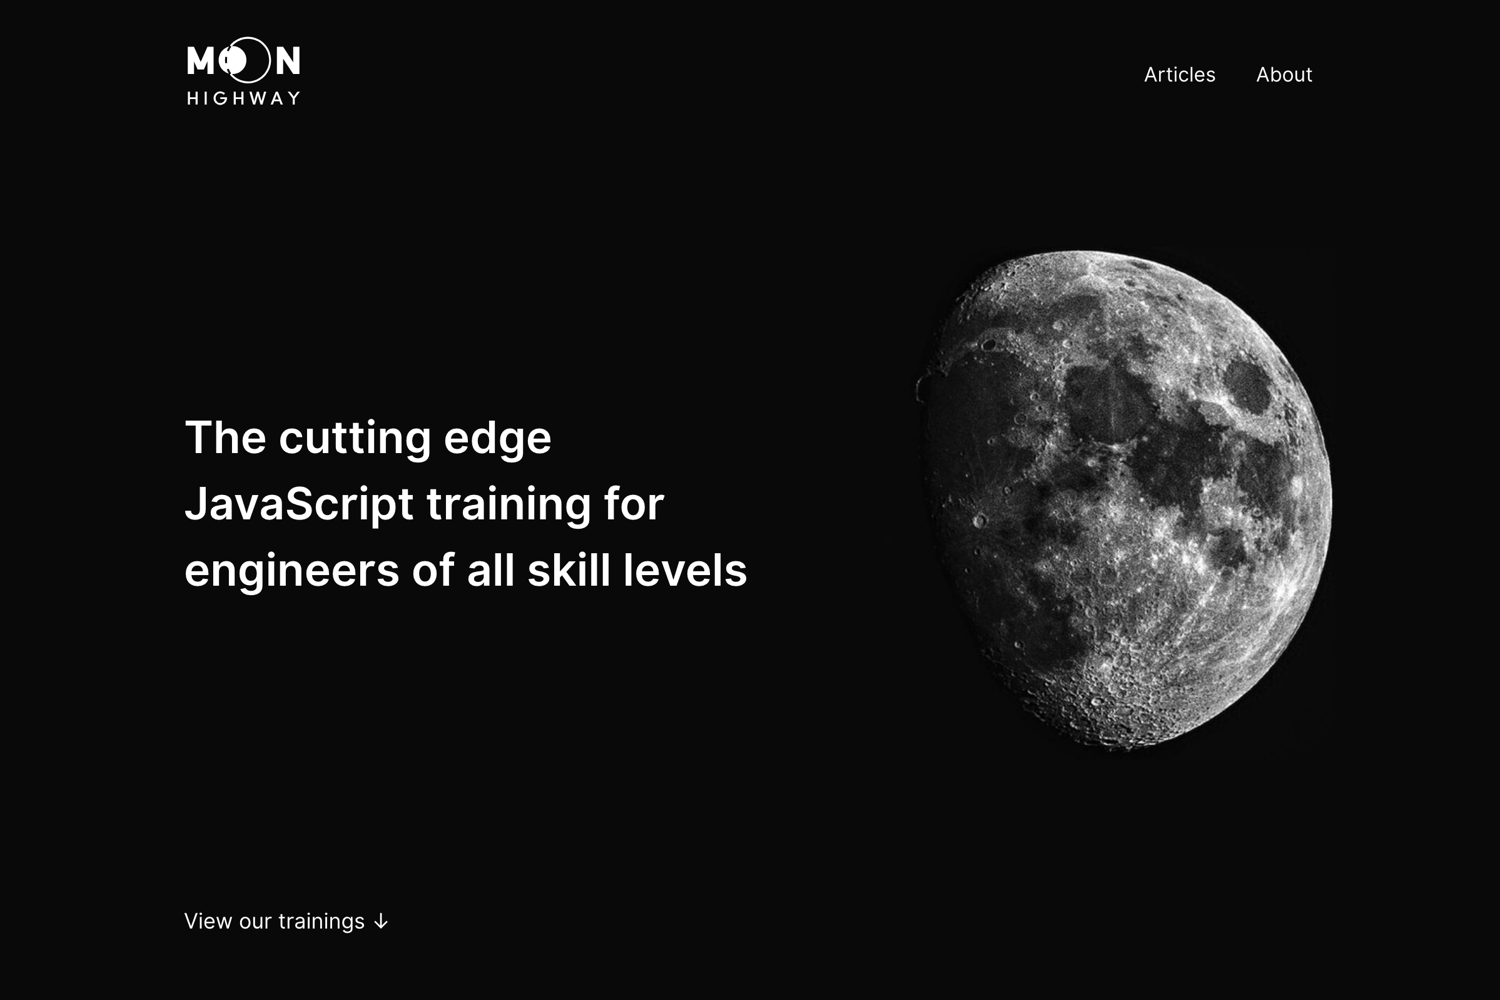 MOON
HIGHWAY
Articles About
The cutting edge
JavaScript training for
engineers of all skill levels
View our trainings ↓